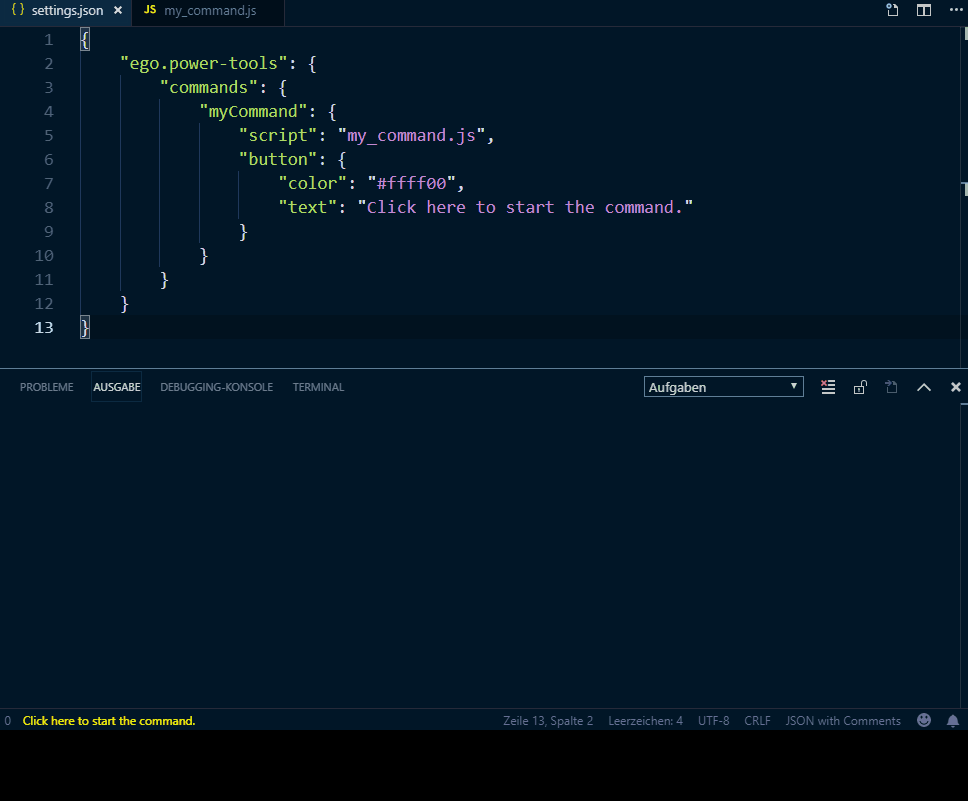 { } settings.json × JS my_command.js
1 {
2 "ego.power-tools": {
3 "commands": {
4 "myCommand": {
5 "script": "my_command.js",
6 "button": {
7 "color": "#ffff00",
8 "text": "Click here to start the command."
9 }
10 }
11 }
12 }
13 }
PROBLEME AUSGABE DEBUGGING-KONSOLE TERMINAL Aufgaben
0 Click here to start the command. Zeile 13, Spalte 2 Leerzeichen: 4 UTF-8 CRLF JSON with Comments